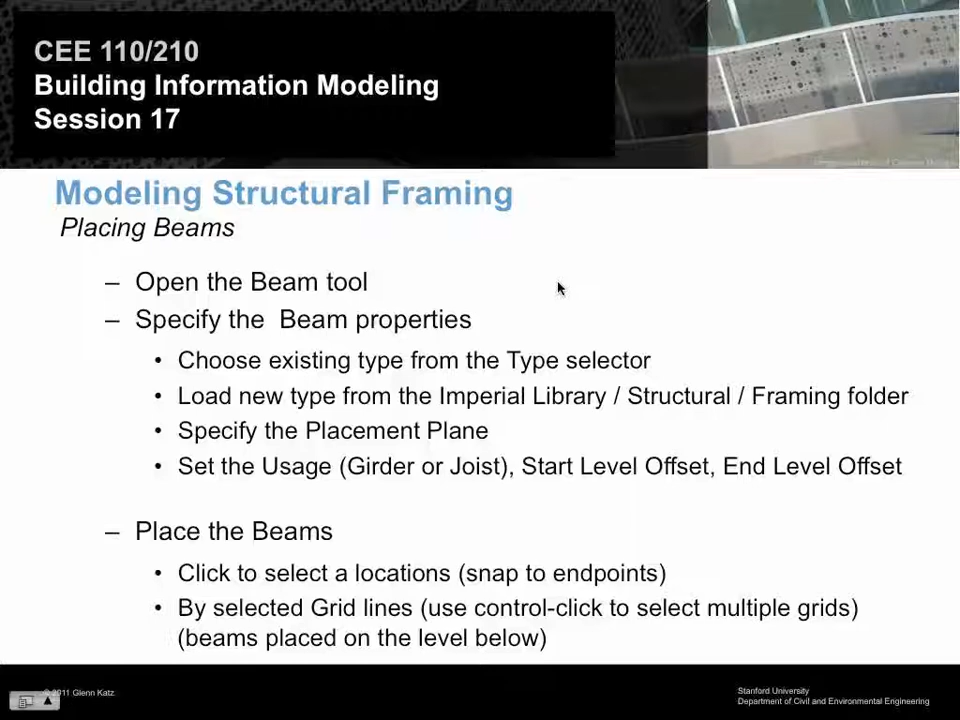 CEE 110/210
Building Information Modeling
Session 17
Modeling Structural Framing
Placing Beams
– Open the Beam tool
– Specify the Beam properties
• Choose existing type from the Type selector
• Load new type from the Imperial Library / Structural / Framing folder
• Specify the Placement Plane
• Set the Usage (Girder or Joist), Start Level Offset, End Level Offset
– Place the Beams
• Click to select a locations (snap to endpoints)
• By selected Grid lines (use control-click to select multiple grids)
(beams placed on the level below)
© 2011 Glenn Katz
Stanford University
Department of Civil and Environmental Engineering